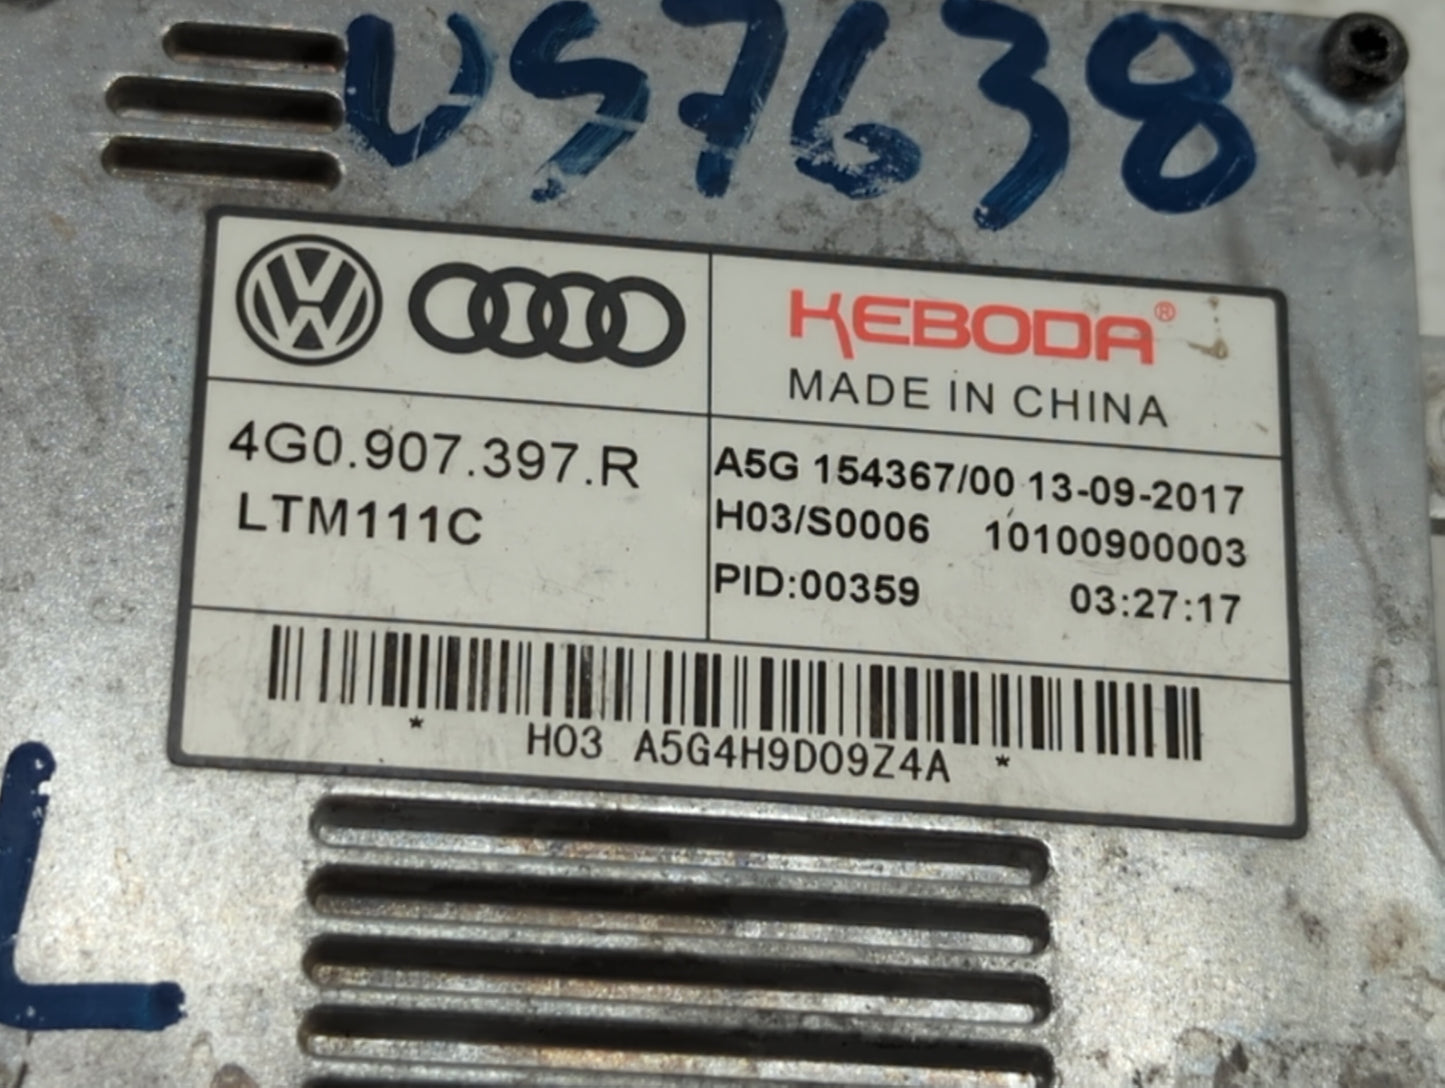 US7638
KEBODA®
MADE IN CHINA
4G0.907.397.R
LTM111C
A5G 154367/00 13-09-2017
H03/S0006 10100900003
PID:00359 03:27:17
* H03 A5G4H9D09Z4A *
L